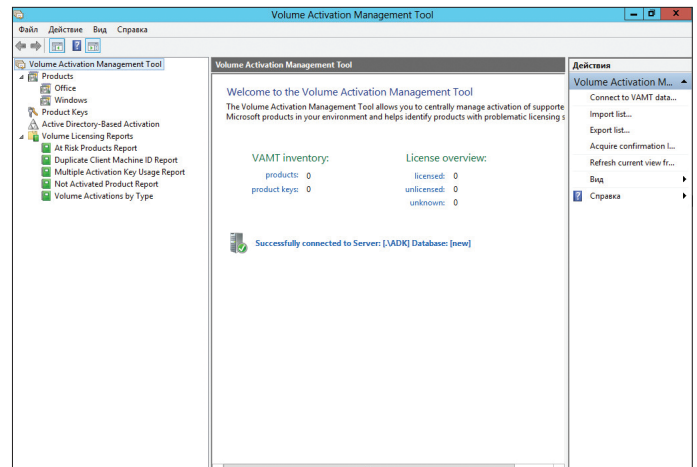 Volume Activation Management Tool
Файл Действие Вид Справка
Volume Activation Management Tool
Products
Office
Windows
Product Keys
Active Directory-Based Activation
Volume Licensing Reports
At Risk Products Report
Duplicate Client Machine ID Report
Multiple Activation Key Usage Report
Not Activated Product Report
Volume Activations by Type
Volume Activation Management Tool
Welcome to the Volume Activation Management Tool
The Volume Activation Management Tool allows you to centrally manage activation of supporte
Microsoft products in your environment and helps identify products with problematic licensing s
VAMT inventory:
products: 0
product keys: 0
License overview:
licensed: 0
unlicensed: 0
unknown: 0
Successfully connected to Server: [.\ADK] Database: [new]
Действия
Volume Activation M...
Connect to VAMT data...
Import list...
Export list...
Acquire confirmation I...
Refresh current view fr...
Вид
Справка